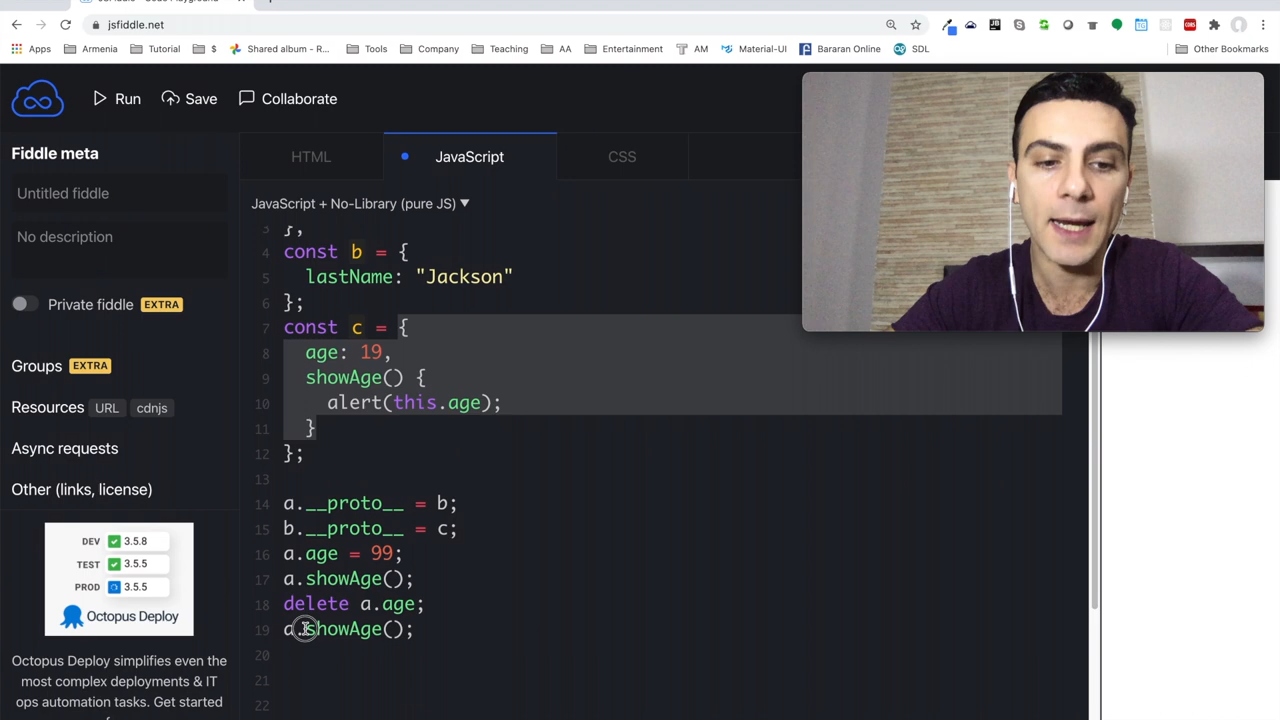 jsfiddle.net
Apps
Armenia
Tutorial
$
Shared album - R...
Tools
Company
Teaching
AA
Entertainment
AM
Material-UI
Bararan Online
SDL
Other Bookmarks
Run
Save
Collaborate
Fiddle meta
Untitled fiddle
No description
Private fiddle EXTRA
Groups EXTRA
Resources URL cdnjs
Async requests
Other (links, license)
DEV 3.5.8
TEST 3.5.5
PROD 3.5.5
Octopus Deploy
Octopus Deploy simplifies even the
most complex deployments & IT
ops automation tasks. Get started
HTML
JavaScript
CSS
JavaScript + No-Library (pure JS) ▼
3 };
4 const b = {
5 lastName: "Jackson"
6 };
7 const c = {
8 age: 19,
9 showAge() {
10 alert(this.age);
11 }
12 };
13
14 a.__proto__ = b;
15 b.__proto__ = c;
16 a.age = 99;
17 a.showAge();
18 delete a.age;
19 a.showAge();
20
21
22